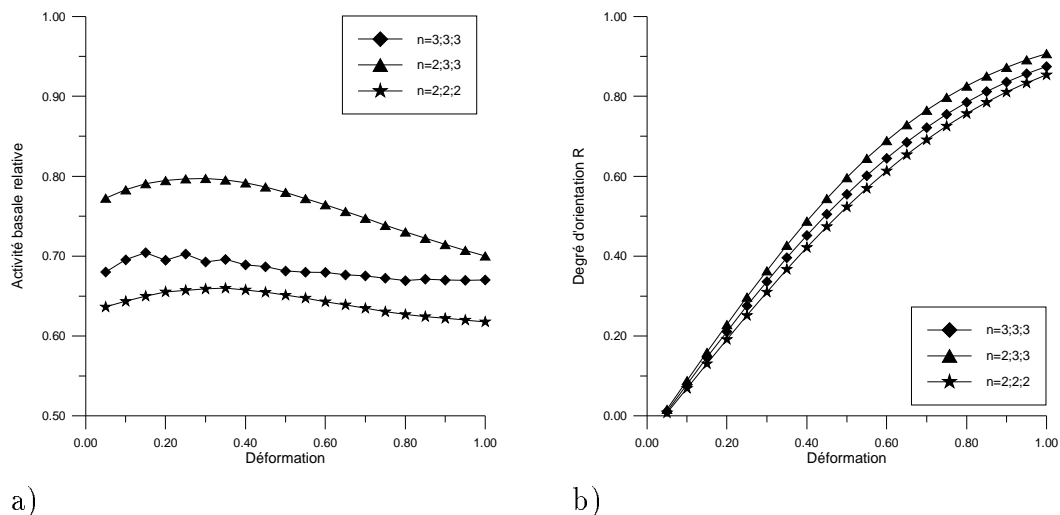 1.00
0.90
0.80
0.70
0.60
0.50
Activité basale relative
n=3;3;3
n=2;3;3
n=2;2;2
0.00 0.20 0.40 0.60 0.80 1.00
Déformation
a)
1.00
0.80
0.60
0.40
0.20
0.00
Degré d'orientation R
n=3;3;3
n=2;3;3
n=2;2;2
0.00 0.20 0.40 0.60 0.80 1.00
Déformation
b)